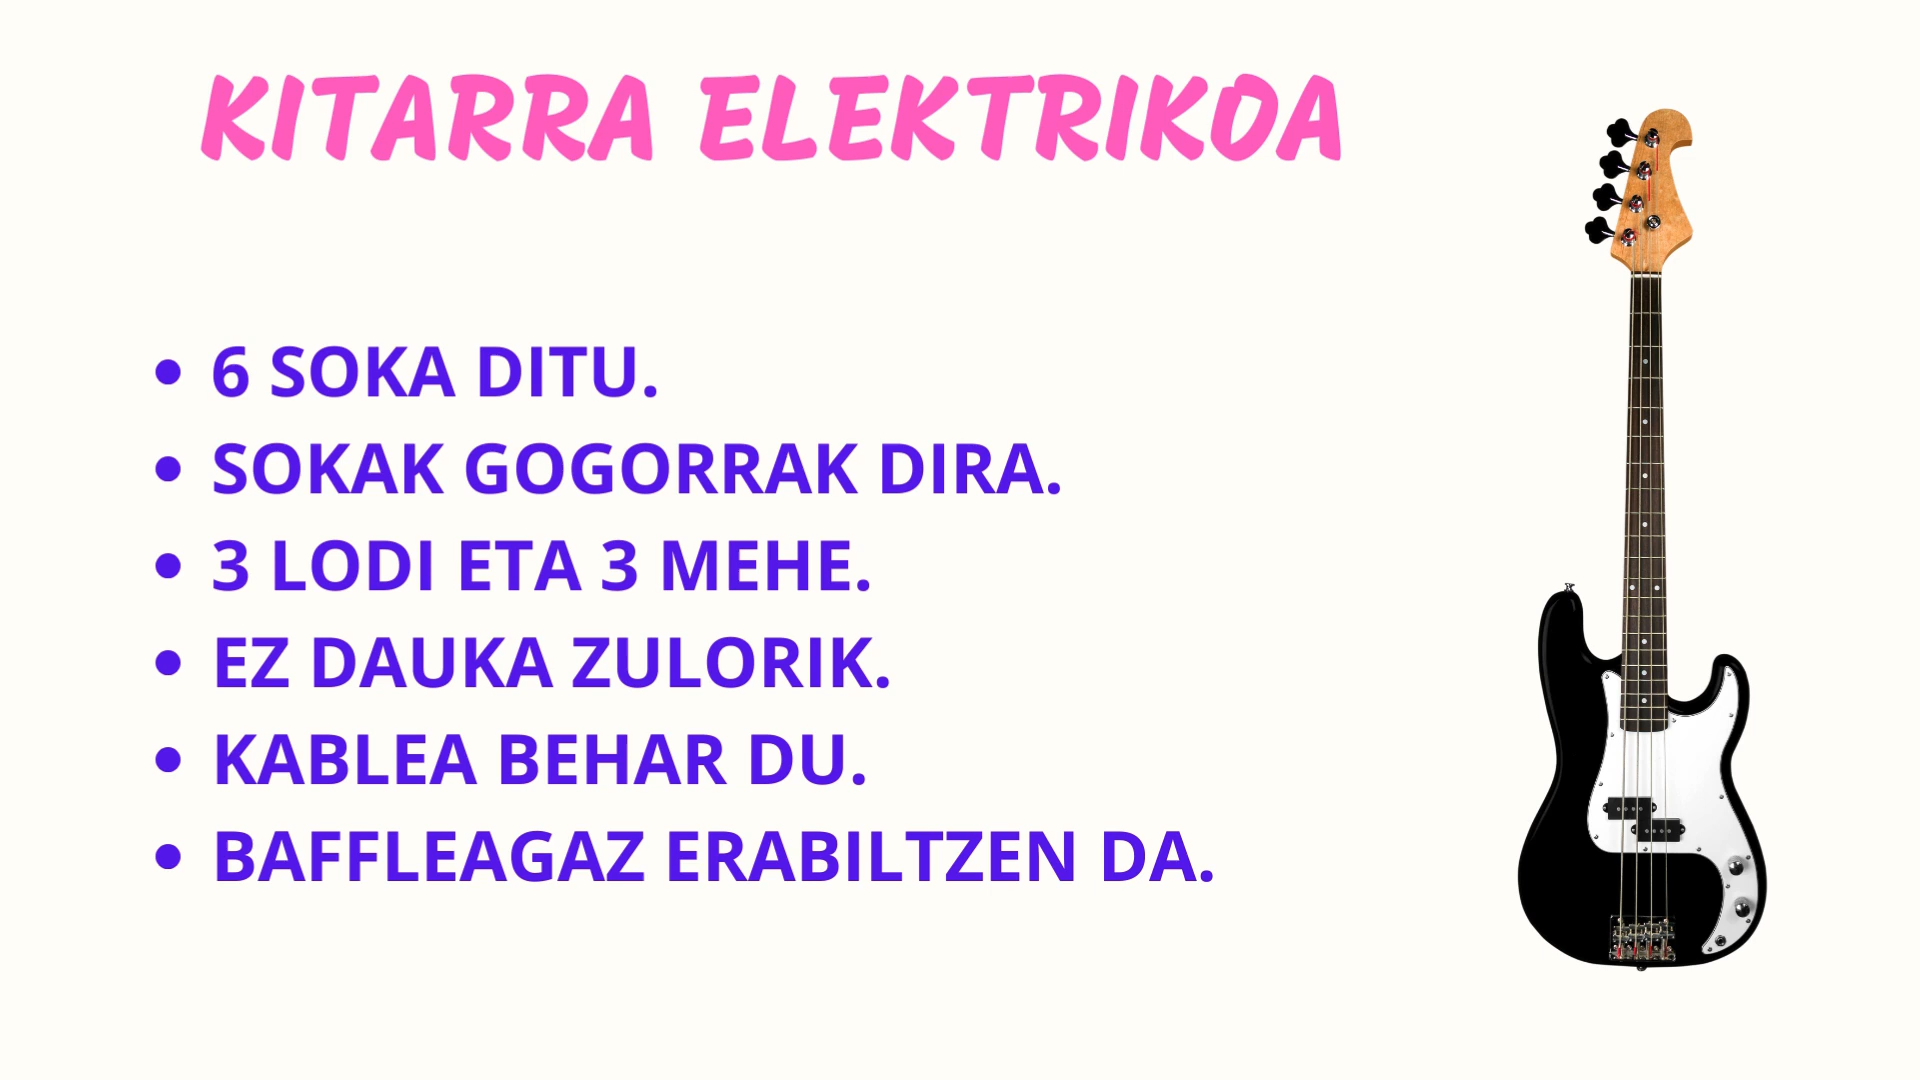 KITARRA ELEKTRIKOA
• 6 SOKA DITU.
• SOKAK GOGORRAK DIRA.
• 3 LODI ETA 3 MEHE.
• EZ DAUKA ZULORIK.
• KABLEA BEHAR DU.
• BAFFLEAGAZ ERABILTZEN DA.